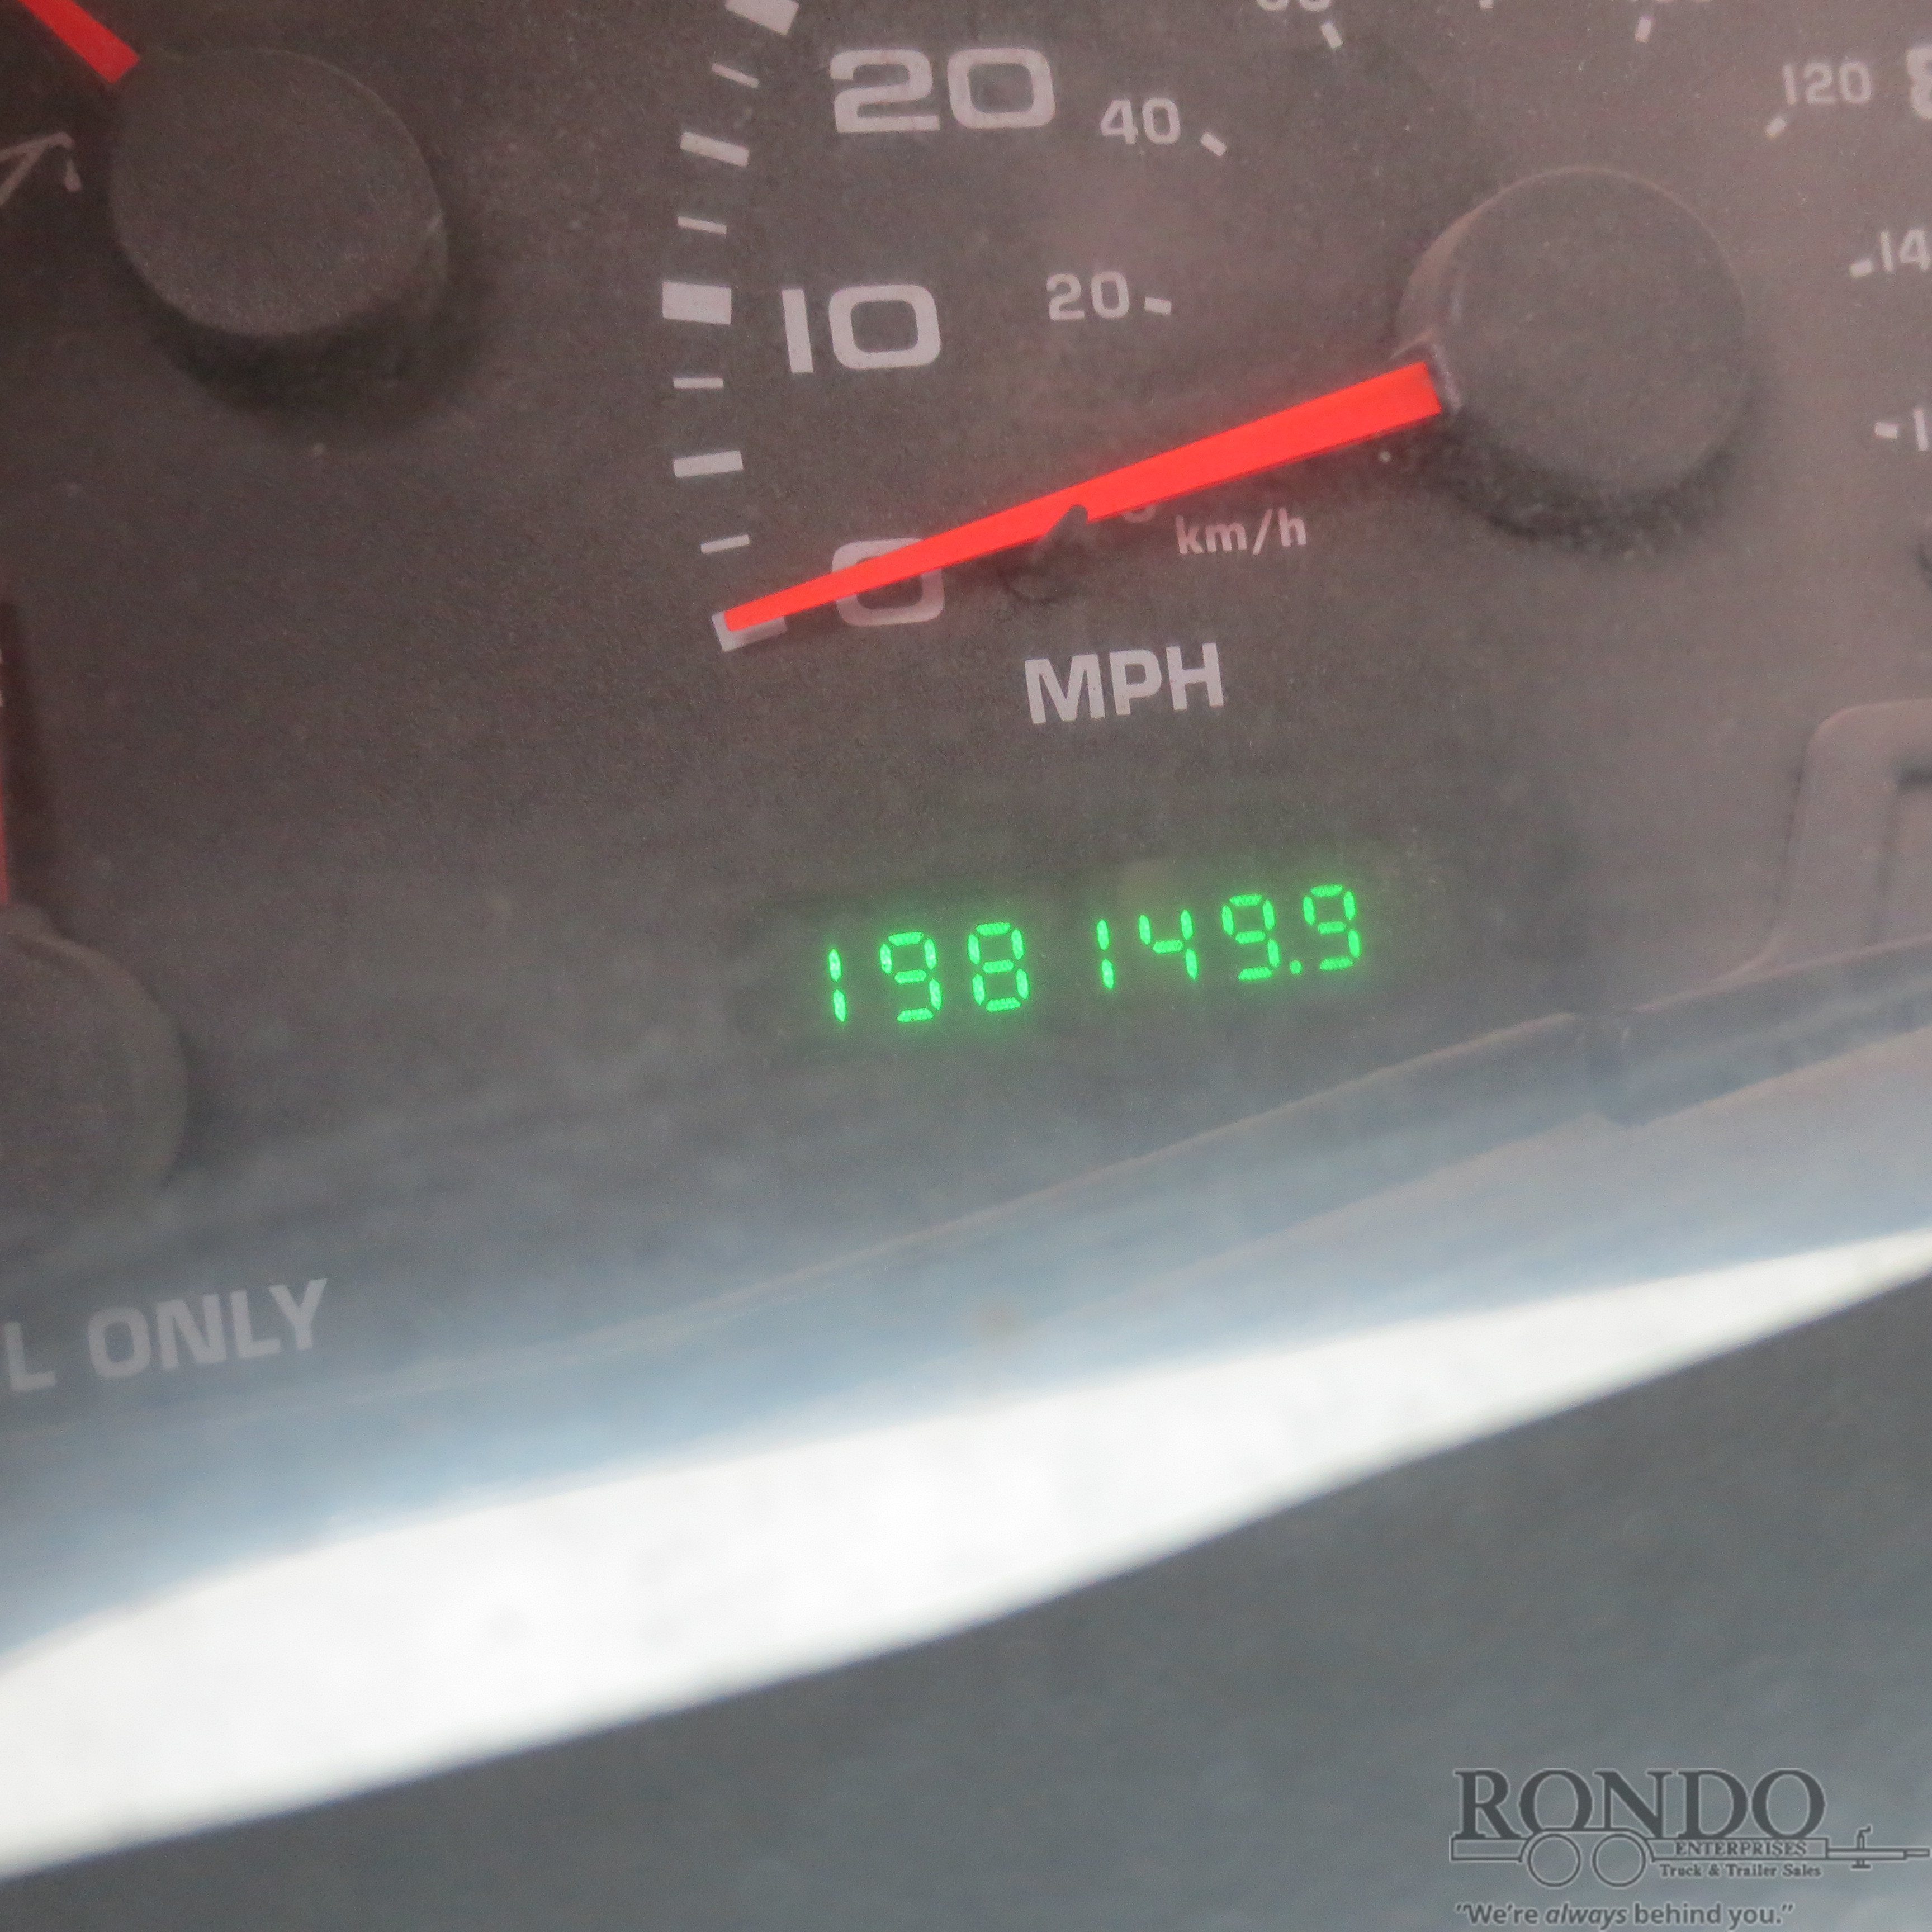 20
40
120
10
20
0
km/h
MPH
198149.9
L ONLY
RONDO
ENTERPRISES
Truck & Trailer Sales
"We're always behind you."